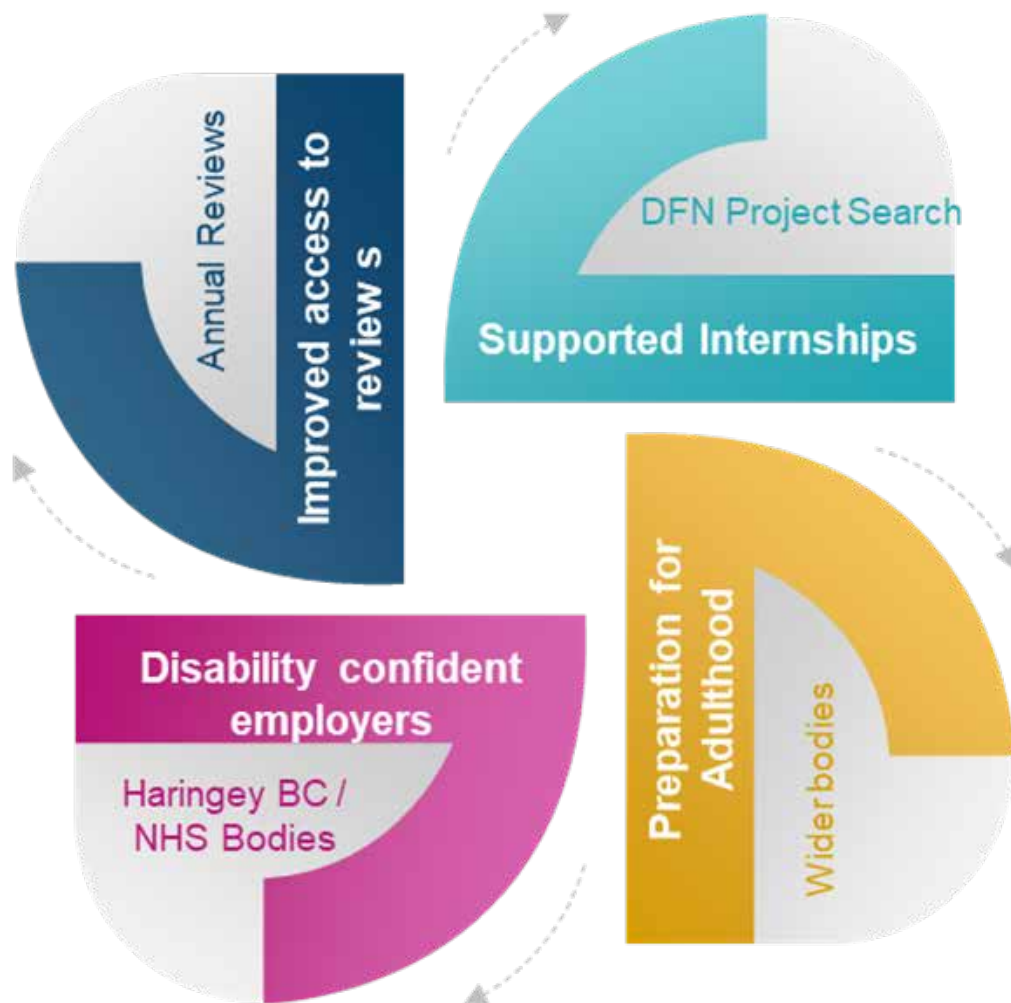 Annual Reviews
Improved access to
review s
DFN Project Search
Supported Internships
Preparation for
Adulthood
Wider bodies
Disability confident
employers
Haringey BC /
NHS Bodies